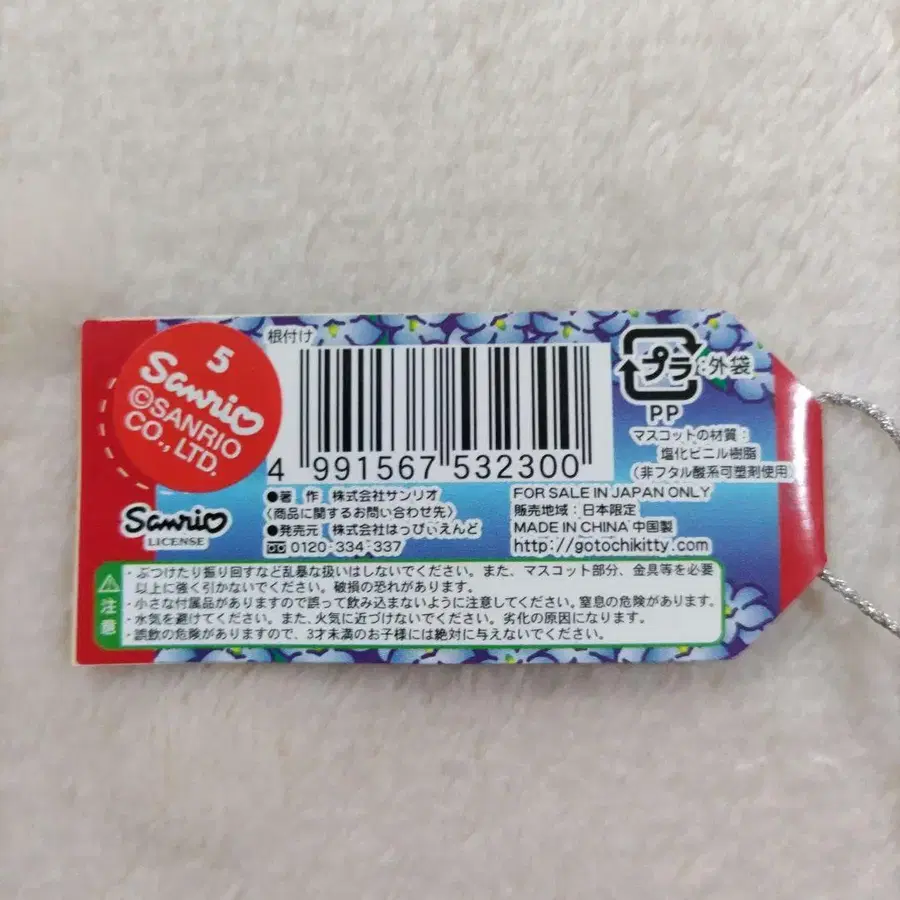 5
Sanrio
©SANRIO
CO., LTD.
根付け
4 991567 532300
プラ:外袋
PP
マスコットの材質:
塩化ビニル樹脂
(非フタル酸系可塑剤使用)
Sanrio
LICENSE
●著 作 株式会社サンリオ
〈商品に関するお問い合わせ先〉
●発売元 株式会社はっぴぃえんど
0120-334-337
FOR SALE IN JAPAN ONLY
販売地域:日本限定
MADE IN CHINA 中国製
http://gotochikitty.com
注意
・ぶつけたり振り回すなど乱暴な扱いはしないでください。また、マスコット部分、金具等を必要
以上に強く引かないでください。破損の恐れがあります。
・小さな付属品がありますので誤って飲み込まないように注意してください。窒息の危険があります。
・水気を避けてください。また、火気に近づけないでください。劣化の原因になります。
・誤飲の危険がありますので、3才未満のお子様には絶対に与えないでください。